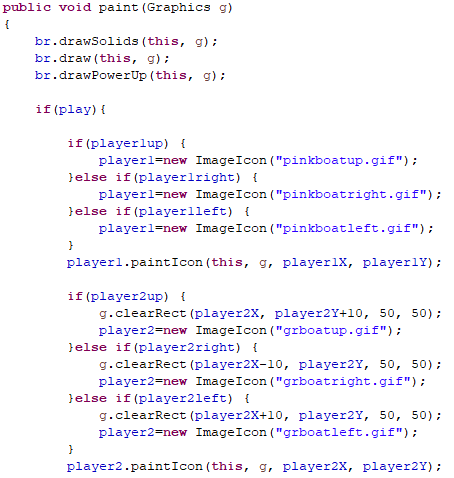 public void paint(Graphics g)
{
    br.drawSolids(this, g);
    br.draw(this, g);
    br.drawPowerUp(this, g);

    if(play){

        if(player1up) {
            player1=new ImageIcon("pinkboatup.gif");
        }else if(player1right) {
            player1=new ImageIcon("pinkboatright.gif");
        }else if(player1left) {
            player1=new ImageIcon("pinkboatleft.gif");
        }
        player1.paintIcon(this, g, player1X, player1Y);

        if(player2up) {
            g.clearRect(player2X, player2Y+10, 50, 50);
            player2=new ImageIcon("grboatup.gif");
        }else if(player2right) {
            g.clearRect(player2X-10, player2Y, 50, 50);
            player2=new ImageIcon("grboatright.gif");
        }else if(player2left) {
            g.clearRect(player2X+10, player2Y, 50, 50);
            player2=new ImageIcon("grboatleft.gif");
        }
        player2.paintIcon(this, g, player2X, player2Y);